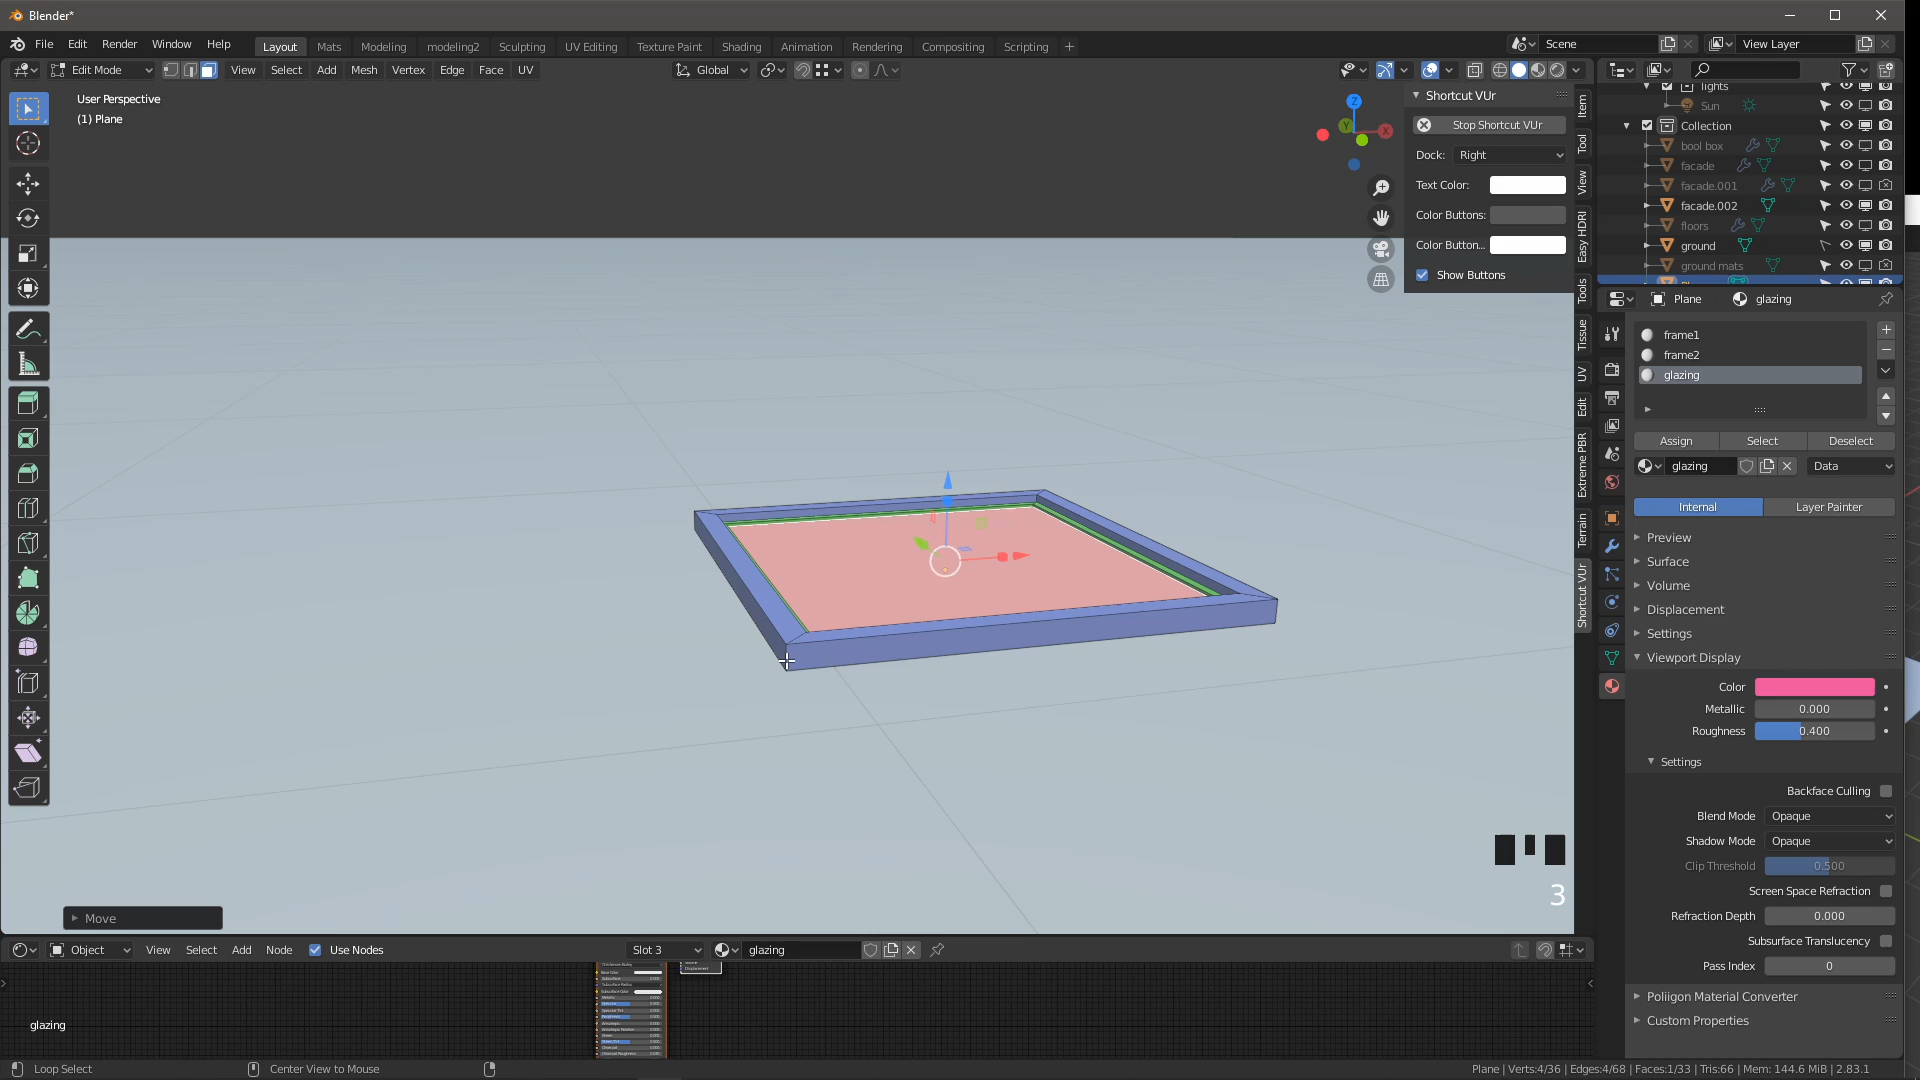 Blender*
File Edit Render Window Help
Layout Mats Modeling modeling2 Sculpting UV Editing Texture Paint Shading Animation Rendering Compositing Scripting +
Scene
View Layer
Edit Mode View Select Add Mesh Vertex Edge Face UV
Global
User Perspective
(1) Plane
Z
Y
X
Shortcut VUr
Stop Shortcut VUr
Dock: Right
Text Color:
Color Buttons:
Color Button...
Show Buttons
Item
Tool
View
Easy HDRI
Tools
Tissue
UV
Edit
Extreme PBR
Terrain
Shortcut VUr
lights
Sun
Collection
bool box
facade
facade.001
facade.002
floors
ground
ground mats
Plane glazing
frame1
frame2
glazing
Assign Select Deselect
glazing Data
Internal Layer Painter
Preview
Surface
Volume
Displacement
Settings
Viewport Display
Color
Metallic 0.000
Roughness 0.400
Settings
Backface Culling
Blend Mode Opaque
Shadow Mode Opaque
Clip Threshold 0.500
Screen Space Refraction
Refraction Depth 0.000
Subsurface Translucency
Pass Index 0
Poliigon Material Converter
Custom Properties
3
Move
Object View Select Add Node Use Nodes Slot 3 glazing
glazing
Loop Select Center View to Mouse
Plane | Verts:4/36 | Edges:4/68 | Faces:1/33 | Tris:66 | Mem: 144.6 MiB | 2.83.1